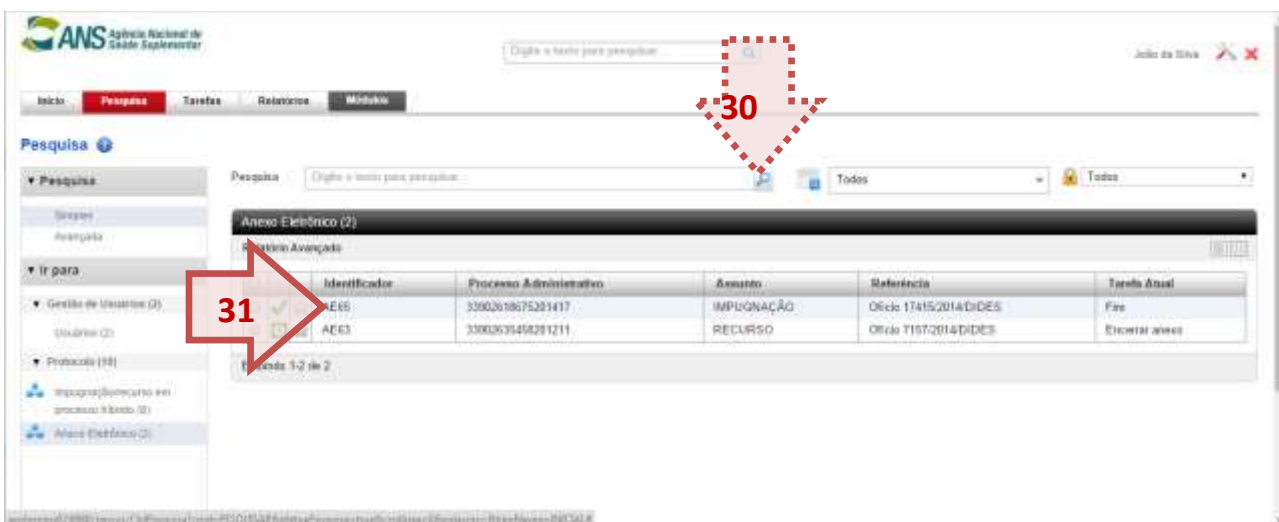 ANS Agência Nacional de
Saúde Suplementar
Digite o texto para pesquisar...
João da Silva
Início Pesquisa Tarefas Relatórios Módulos
30
Pesquisa
Pesquisa
Pesquisa Digite o texto para pesquisar...
Todos
Todos
Simples
Avançada
Anexo Eletrônico (2)
Relatório Avançado
Ir para
Identificador Processo Administrativo Assunto Referência Tarefa Atual
Gestão de Usuários (2)
31
AE65 IMPUGNAÇÃO Ofício 17415/2014/DIDES Fim
Usuários (2)
AE63 RECURSO Ofício 7157/2014/DIDES Encerrar anexo
Protocolo (10)
Exibindo 1-2 de 2
Impugnação/recurso em
processo híbrido (8)
Anexo Eletrônico (2)